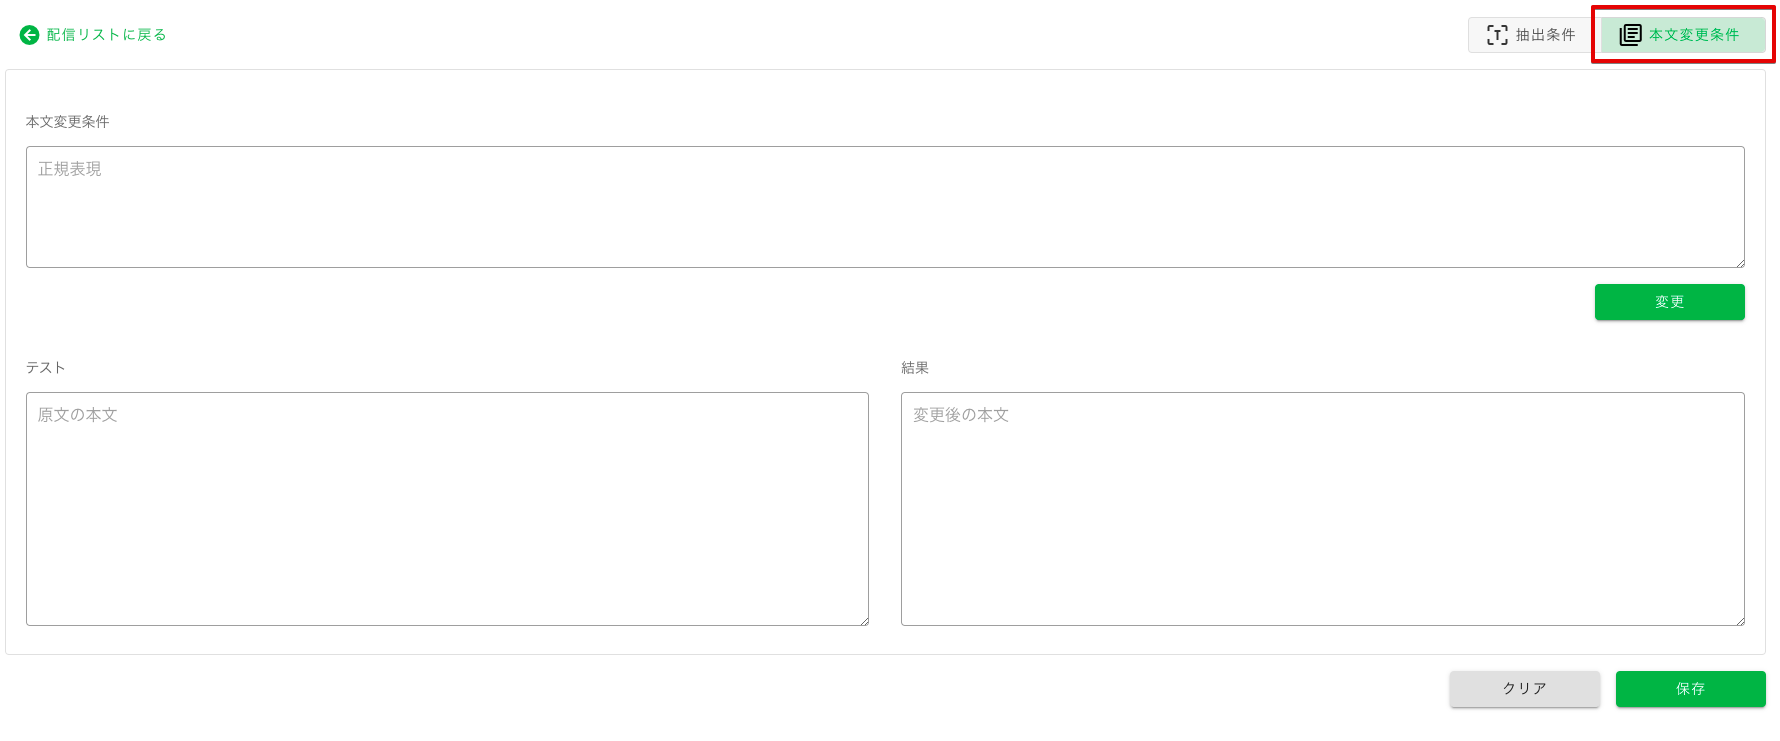 配信リストに戻る
抽出条件
本文変更条件
本文変更条件
正規表現
変更
テスト
結果
原文の本文
変更後の本文
クリア
保存